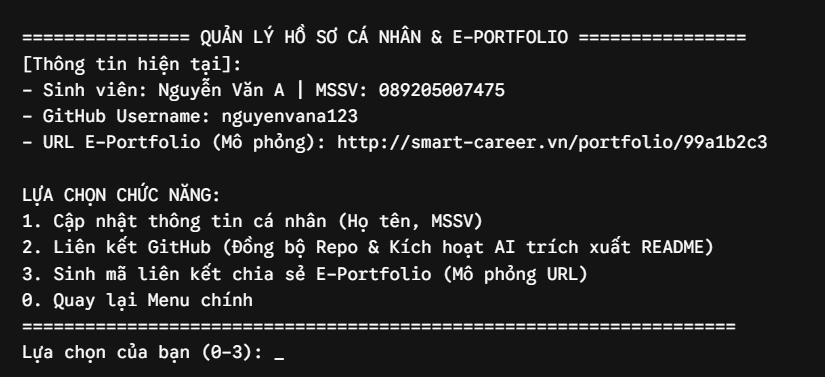 ================ QUẢN LÝ HỒ SƠ CÁ NHÂN & E-PORTFOLIO ================
[Thông tin hiện tại]:
- Sinh viên: Nguyễn Văn A | MSSV: 089205007475
- GitHub Username: nguyenvana123
- URL E-Portfolio (Mô phỏng): http://smart-career.vn/portfolio/99a1b2c3
LỰA CHỌN CHỨC NĂNG:
1. Cập nhật thông tin cá nhân (Họ tên, MSSV)
2. Liên kết GitHub (Đồng bộ Repo & Kích hoạt AI trích xuất README)
3. Sinh mã liên kết chia sẻ E-Portfolio (Mô phỏng URL)
0. Quay lại Menu chính
====================================================================
Lựa chọn của bạn (0-3): _